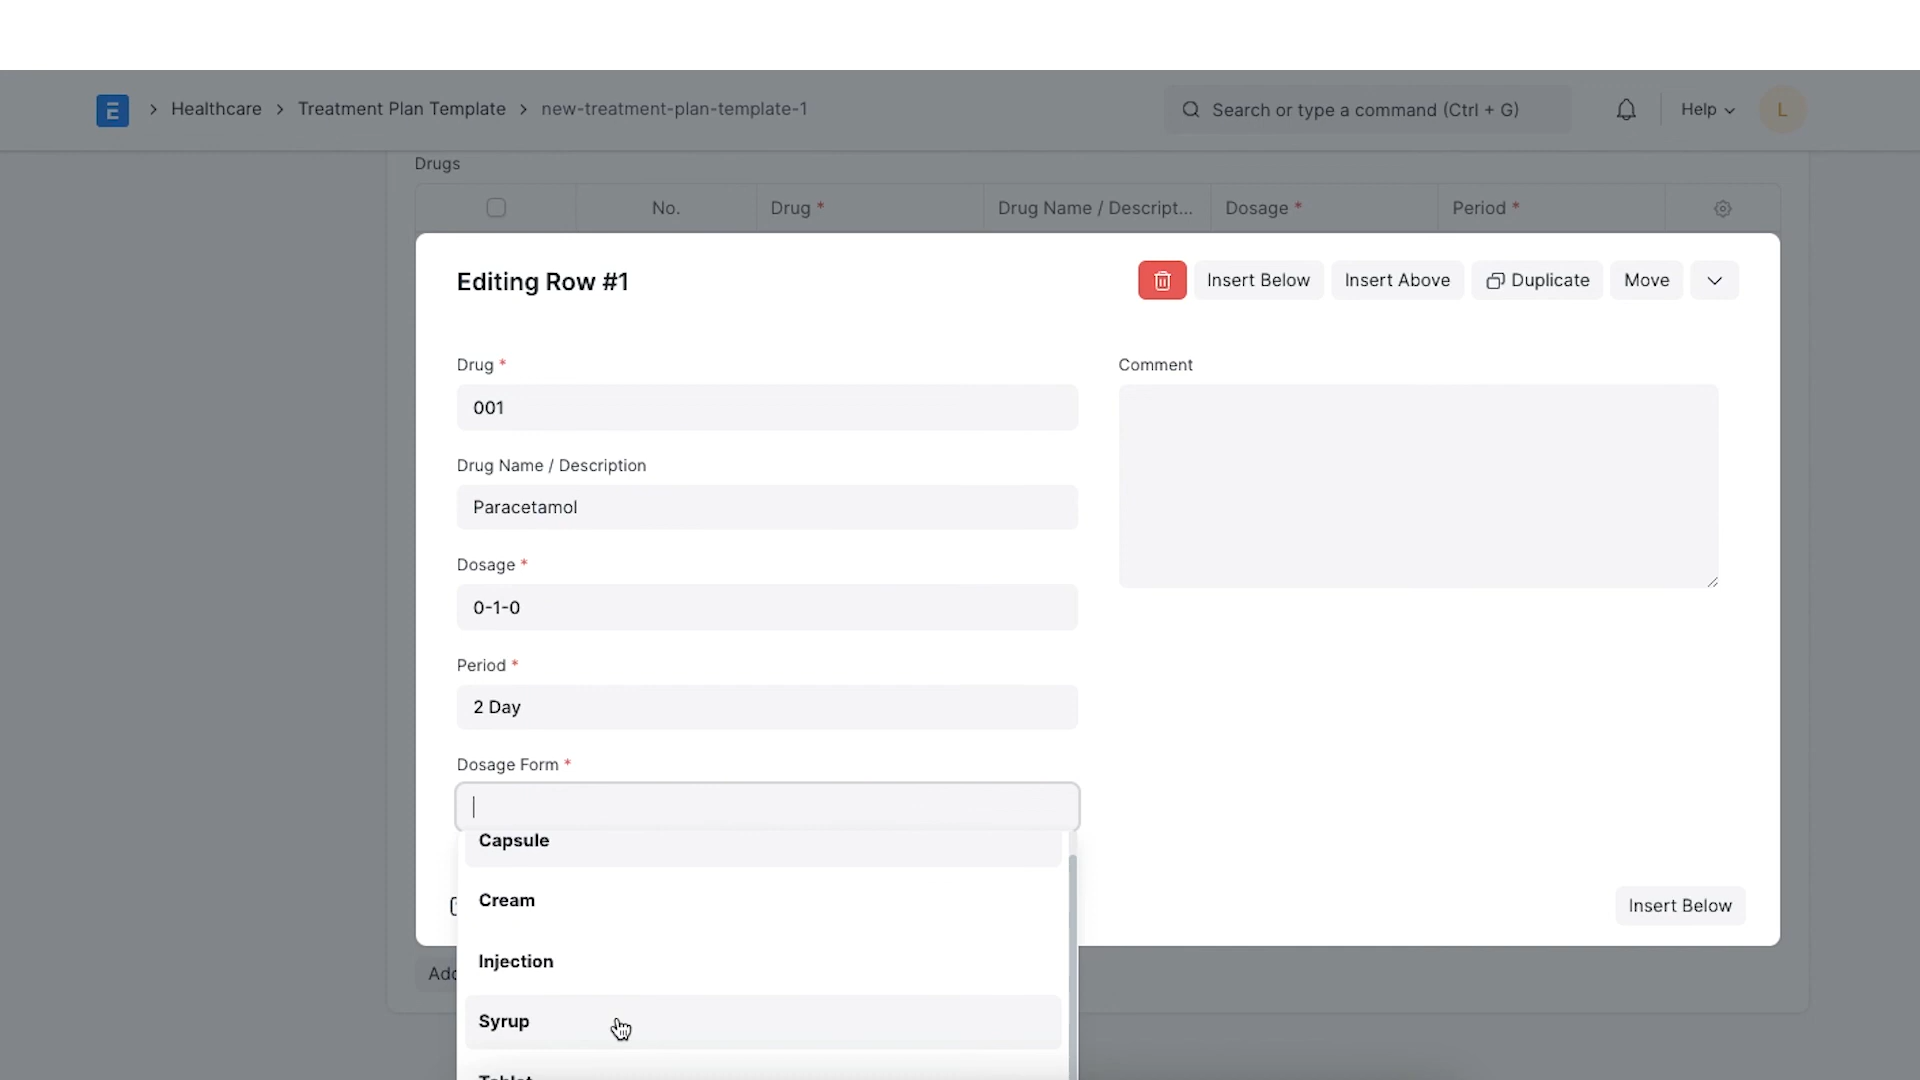 E > Healthcare > Treatment Plan Template > new-treatment-plan-template-1 Search or type a command (Ctrl + G) Help L
Drugs
No. Drug * Drug Name / Descript... Dosage * Period *
Editing Row #1 Insert Below Insert Above Duplicate Move
Drug * Comment
001
Drug Name / Description
Paracetamol
Dosage *
0-1-0
Period *
2 Day
Dosage Form *
Capsule
Cream
Insert Below
Injection
Syrup
Tablet